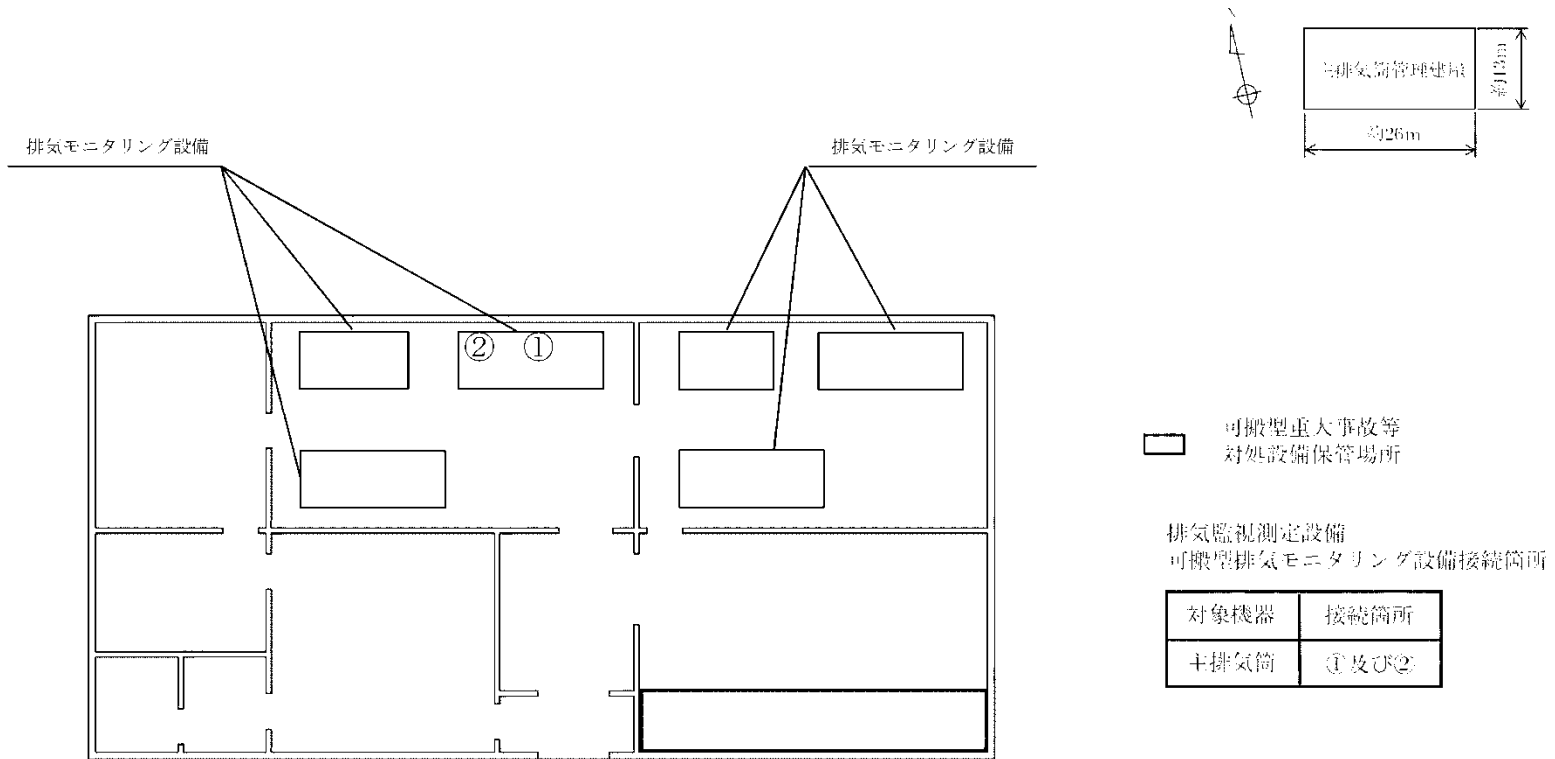 主排気筒管理建屋
約13m
約26m
排気モニタリング設備
排気モニタリング設備
② ①
可搬型重大事故等
対処設備保管場所
排気監視測定設備
可搬型排気モニタリング設備接続箇所
対象機器 接続箇所
主排気筒 ①及び②